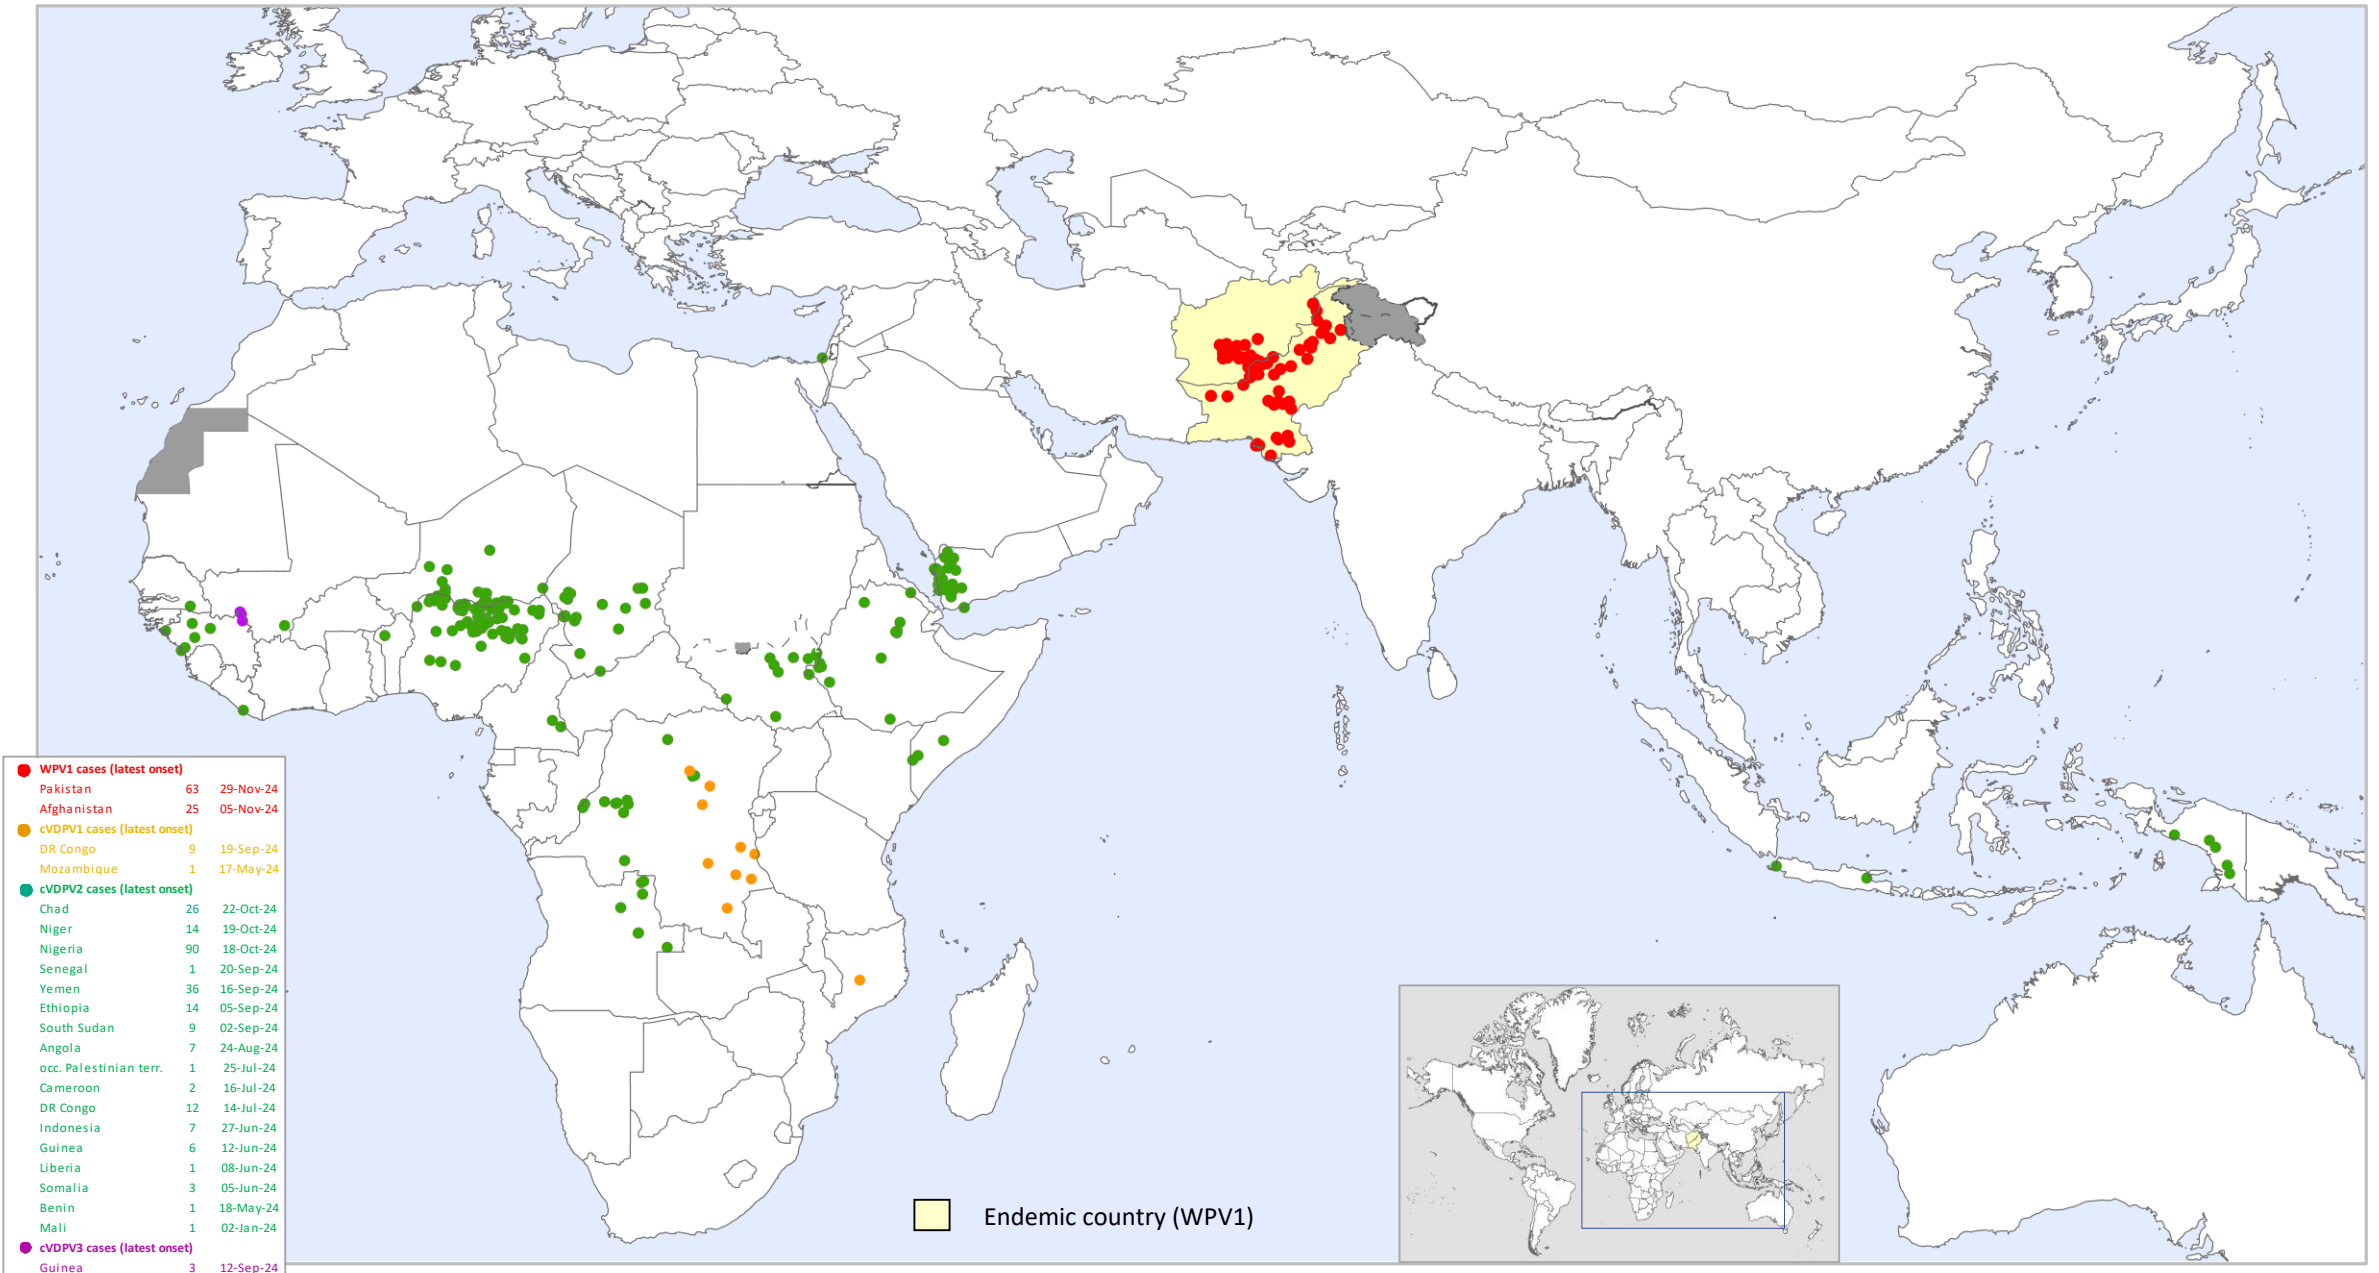 WPV1 cases (latest onset)
Pakistan 63 29-Nov-24
Afghanistan 25 05-Nov-24
cVDPV1 cases (latest onset)
DR Congo 9 19-Sep-24
Mozambique 1 17-May-24
cVDPV2 cases (latest onset)
Chad 26 22-Oct-24
Niger 14 19-Oct-24
Nigeria 90 18-Oct-24
Senegal 1 20-Sep-24
Yemen 36 16-Sep-24
Ethiopia 14 05-Sep-24
South Sudan 9 02-Sep-24
Angola 7 24-Aug-24
occ. Palestinian terr. 1 25-Jul-24
Cameroon 2 16-Jul-24
DR Congo 12 14-Jul-24
Indonesia 7 27-Jun-24
Guinea 6 12-Jun-24
Liberia 1 08-Jun-24
Somalia 3 05-Jun-24
Benin 1 18-May-24
Mali 1 02-Jan-24
cVDPV3 cases (latest onset)
Guinea 3 12-Sep-24
Endemic country (WPV1)